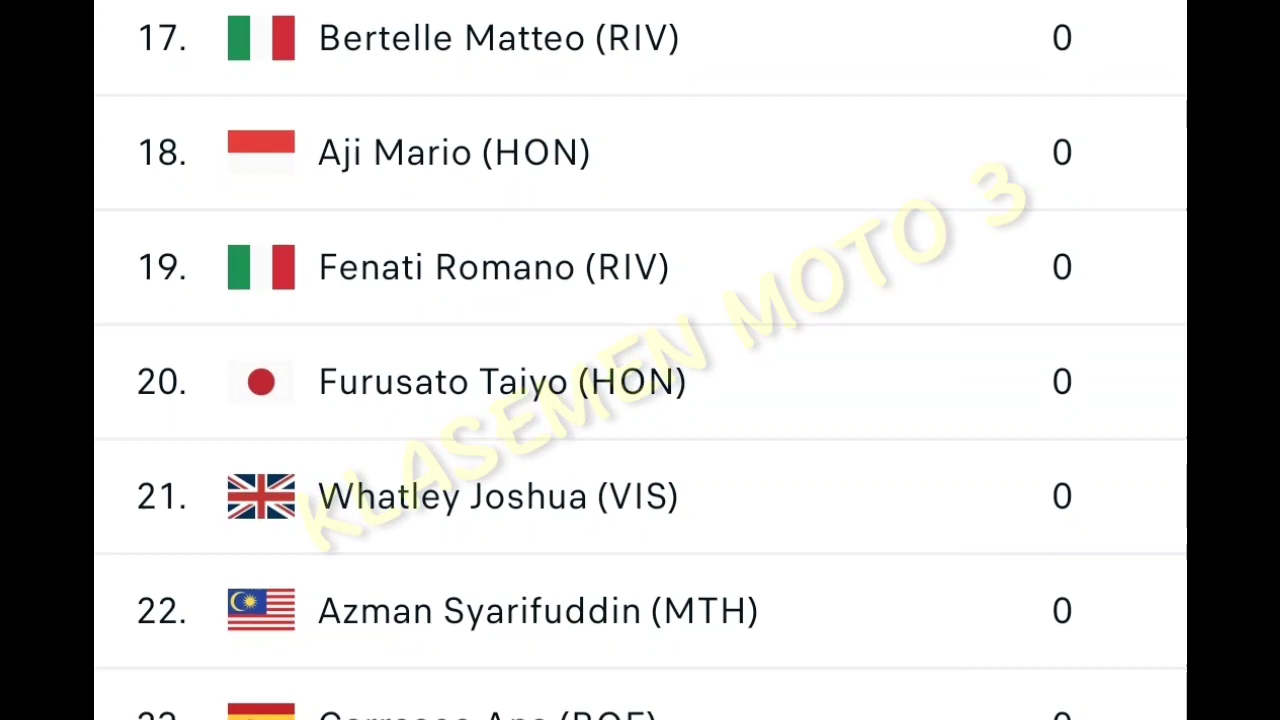 17. Bertelle Matteo (RIV) 0
18. Aji Mario (HON) 0
19. Fenati Romano (RIV) 0
20. Furusato Taiyo (HON) 0
21. Whatley Joshua (VIS) 0
22. Azman Syarifuddin (MTH) 0
KLASEMEN MOTO 3